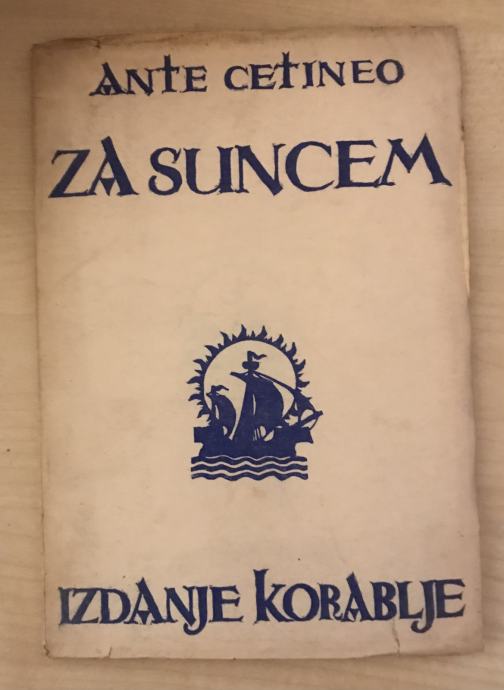 ANTE CETINEO
ZA SUNCEM
IZDANJE KORABLJE